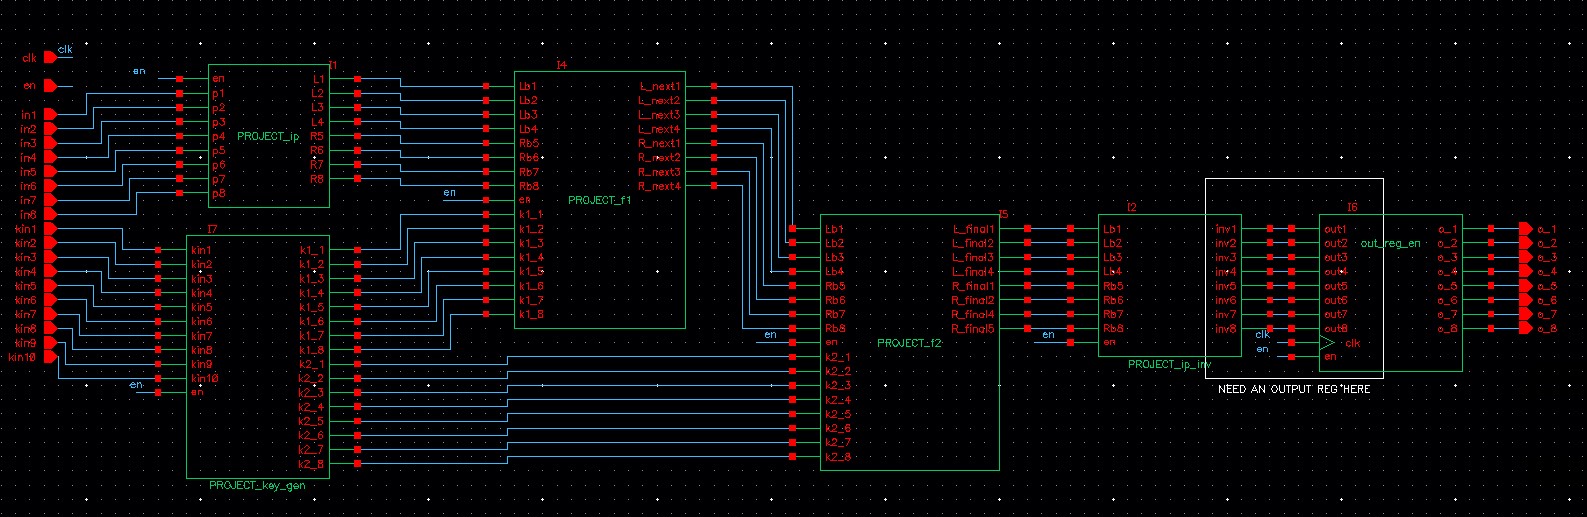 clk
clk
en
in1
in2
in3
in4
in5
in6
in7
in8
kin1
kin2
kin3
kin4
kin5
kin6
kin7
kin8
kin9
kin10
en
I1
en
p1
p2
p3
p4
p5
p6
p7
p8
PROJECT_ip
L1
L2
L3
L4
R5
R6
R7
R8
I7
kin1
kin2
kin3
kin4
kin5
kin6
kin7
kin8
kin9
kin10
en
en
k1_1
k1_2
k1_3
k1_4
k1_5
k1_6
k1_7
k1_8
k2_1
k2_2
k2_3
k2_4
k2_5
k2_6
k2_7
k2_8
PROJECT_key_gen
I4
Lb1
Lb2
Lb3
Lb4
Rb5
Rb6
Rb7
Rb8
en
en
k1_1
k1_2
k1_3
k1_4
k1_5
k1_6
k1_7
k1_8
PROJECT_f1
L_next1
L_next2
L_next3
L_next4
R_next1
R_next2
R_next3
R_next4
I5
Lb1
Lb2
Lb3
Lb4
Rb5
Rb6
Rb7
Rb8
en
en
k2_1
k2_2
k2_3
k2_4
k2_5
k2_6
k2_7
k2_8
PROJECT_f2
L_final1
L_final2
L_final3
L_final4
R_final1
R_final2
R_final4
R_final5
I2
Lb1
Lb2
Lb3
Lb4
Rb5
Rb6
Rb7
Rb8
en
en
inv1
inv2
inv3
inv4
inv5
inv6
inv7
inv8
PROJECT_ip_inv
I6
out1
out2
out3
out4
out5
out6
out7
out8
clk
clk
en
en
out_reg_en
o_1
o_2
o_3
o_4
o_5
o_6
o_7
o_8
o_1
o_2
o_3
o_4
o_5
o_6
o_7
o_8
NEED AN OUTPUT REG HERE